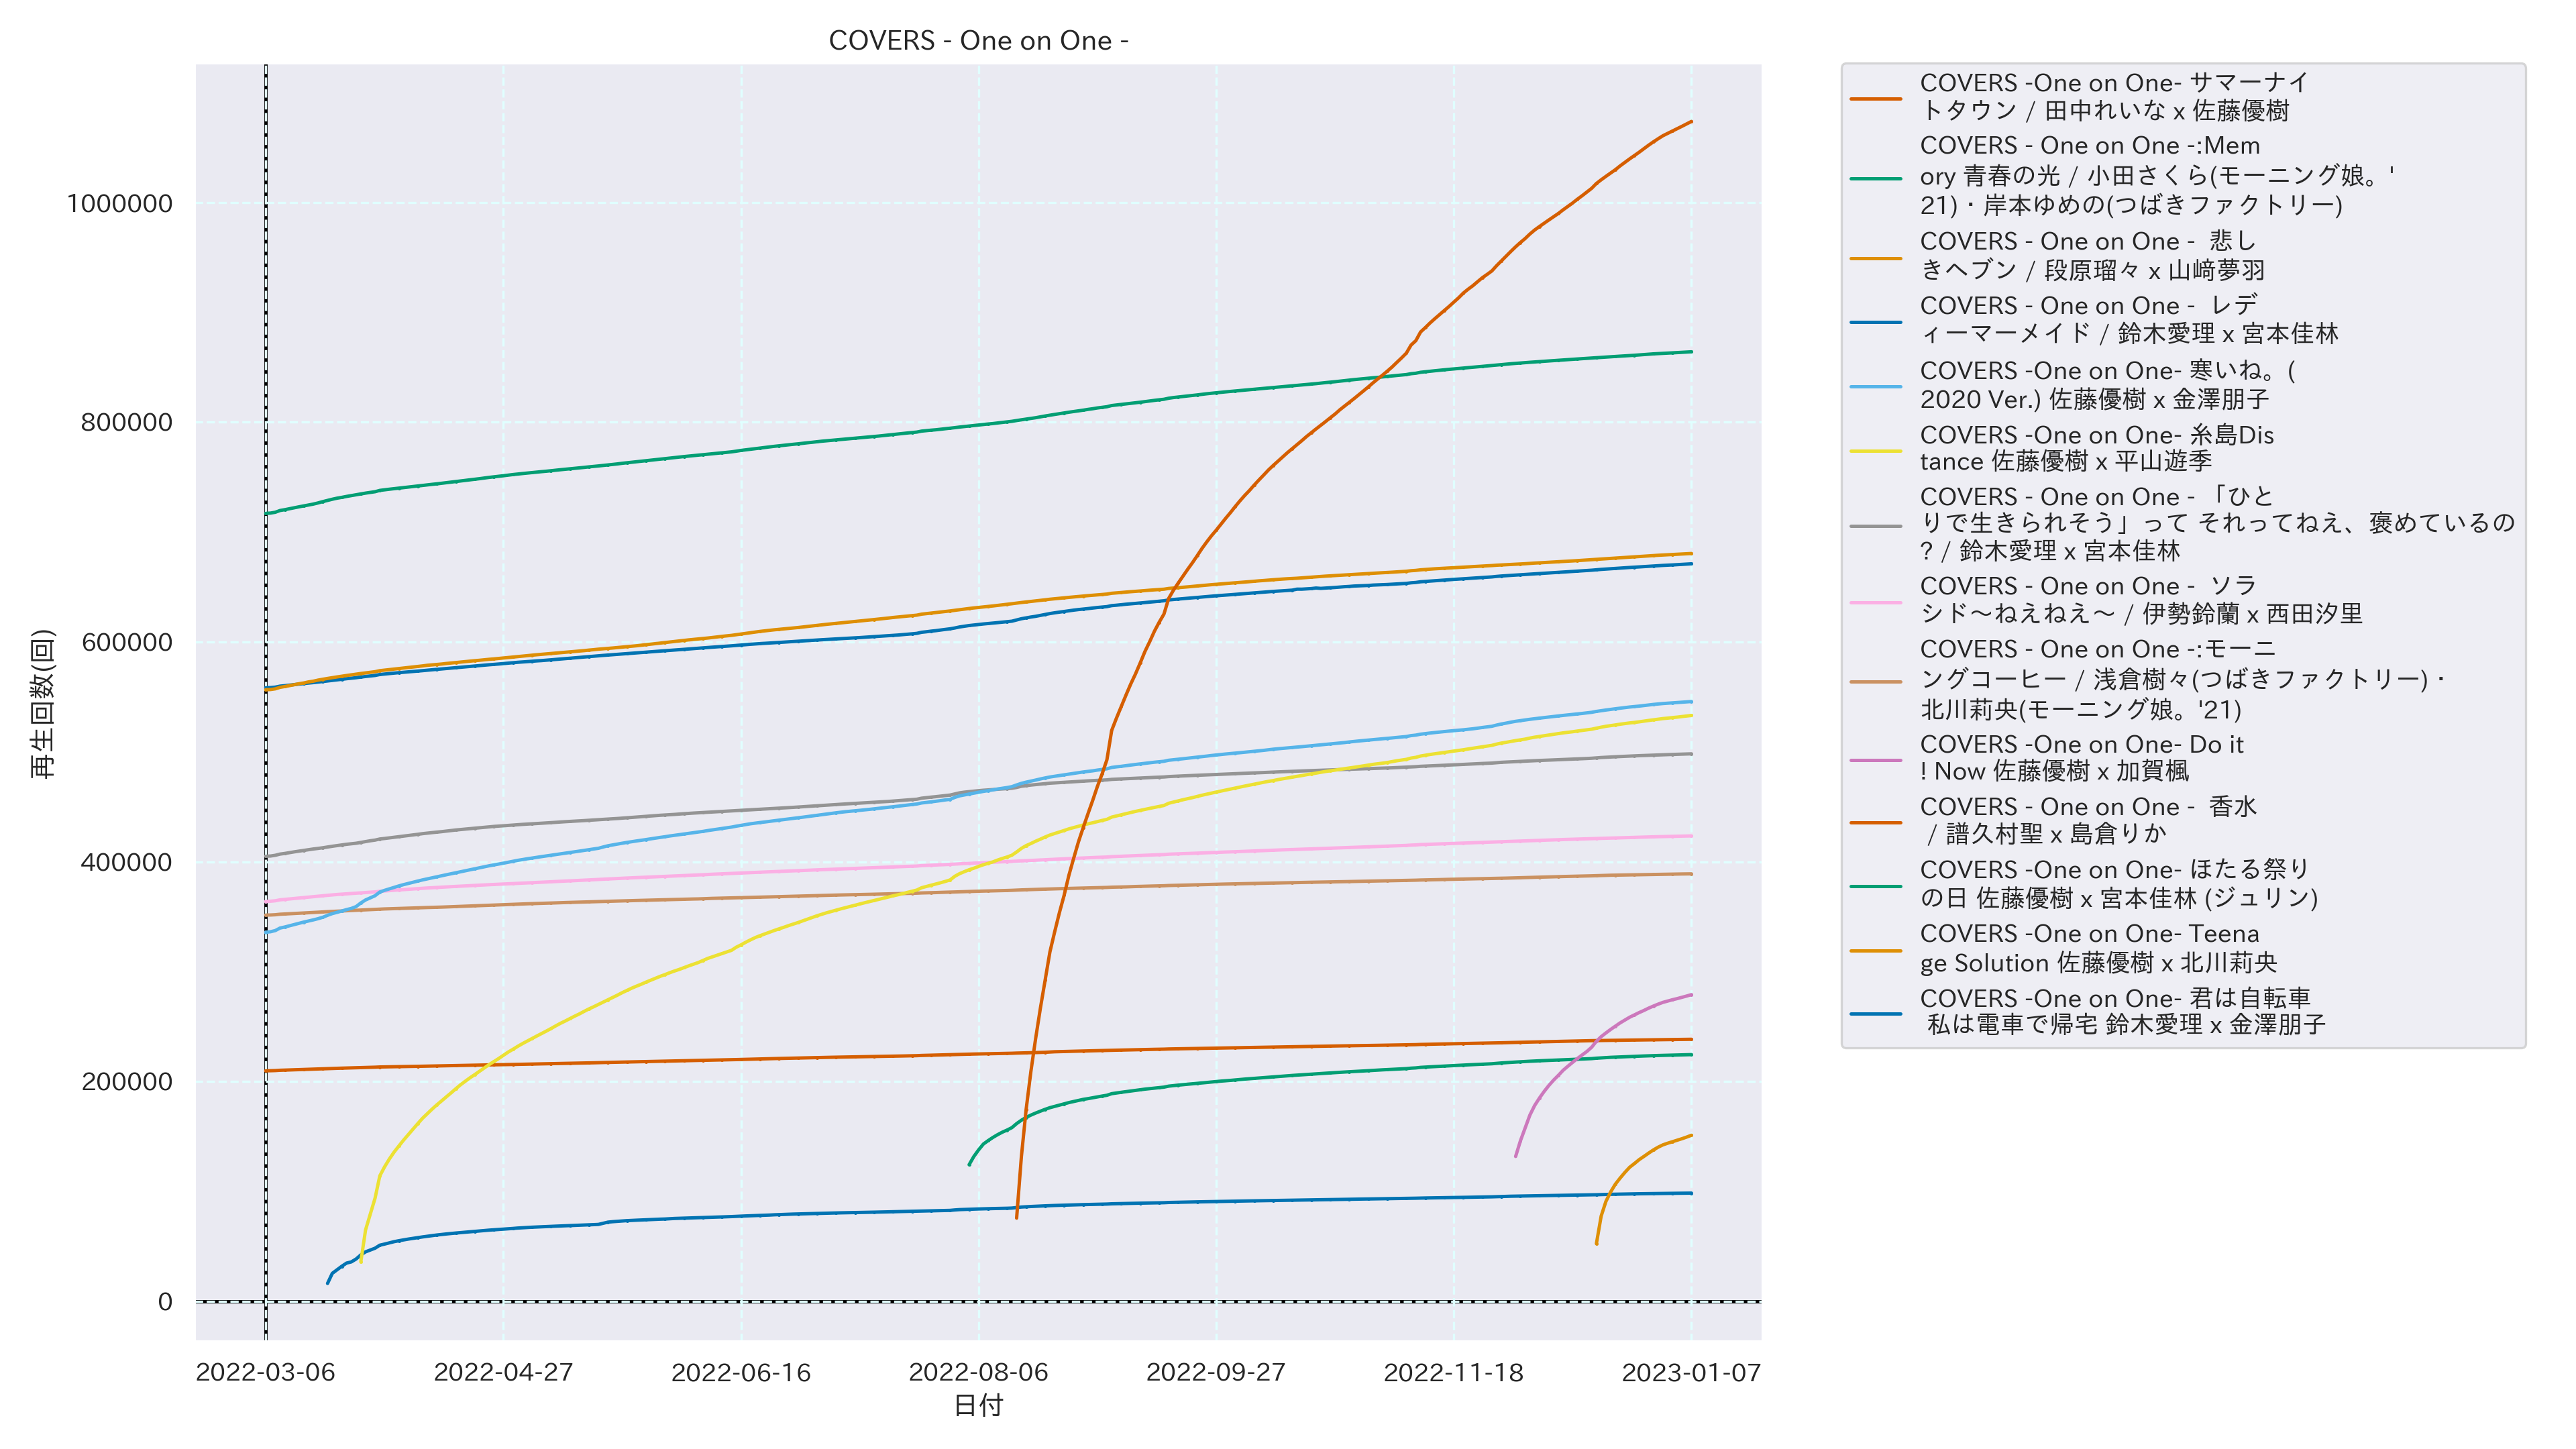 COVERS - One on One -
再生回数(回)
1000000
800000
600000
400000
200000
0
2022-03-06
2022-04-27
2022-06-16
2022-08-06
2022-09-27
2022-11-18
2023-01-07
日付
COVERS -One on One- サマーナイ
トタウン / 田中れいな x 佐藤優樹
COVERS - One on One -:Mem
ory 青春の光 / 小田さくら(モーニング娘。'
21)・岸本ゆめの(つばきファクトリー)
COVERS - One on One - 悲し
きヘブン / 段原瑠々 x 山﨑夢羽
COVERS - One on One - レデ
ィーマーメイド / 鈴木愛理 x 宮本佳林
COVERS -One on One- 寒いね。(
2020 Ver.) 佐藤優樹 x 金澤朋子
COVERS -One on One- 糸島Dis
tance 佐藤優樹 x 平山遊季
COVERS - One on One - 「ひと
りで生きられそう」って それってねえ、褒めているの
? / 鈴木愛理 x 宮本佳林
COVERS - One on One - ソラ
シド～ねえねえ～ / 伊勢鈴蘭 x 西田汐里
COVERS - One on One -:モーニ
ングコーヒー / 浅倉樹々(つばきファクトリー)・
北川莉央(モーニング娘。'21)
COVERS -One on One- Do it
! Now 佐藤優樹 x 加賀楓
COVERS - One on One - 香水
/ 譜久村聖 x 島倉りか
COVERS -One on One- ほたる祭り
の日 佐藤優樹 x 宮本佳林 (ジュリン)
COVERS -One on One- Teena
ge Solution 佐藤優樹 x 北川莉央
COVERS -One on One- 君は自転車
私は電車で帰宅 鈴木愛理 x 金澤朋子